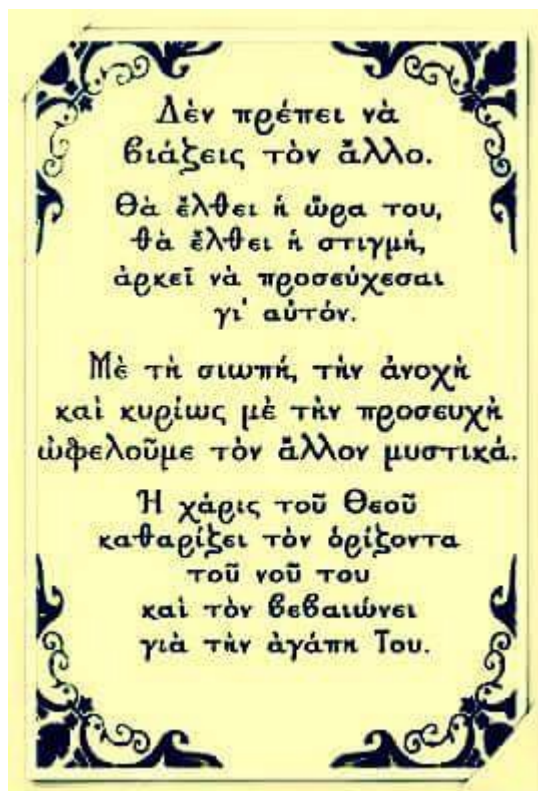 Δὲν πρέπει νὰ
βιάζεις τὸν ἄλλο.
Θὰ ἔλθει ἡ ὥρα του,
θὰ ἔλθει ἡ στιγμή,
ἀρκεῖ νὰ προσεύχεσαι
γι' αὐτόν.
Μὲ τὴ σιωπή, τὴν ἀνοχὴ
καὶ κυρίως μὲ τὴν προσευχὴ
ὠφελοῦμε τὸν ἄλλον μυστικά.
Ἡ χάρις τοῦ Θεοῦ
καθαρίζει τὸν ὁρίζοντα
τοῦ νοῦ του
καὶ τὸν βεβαιώνει
γιὰ τὴν ἀγάπη Του.